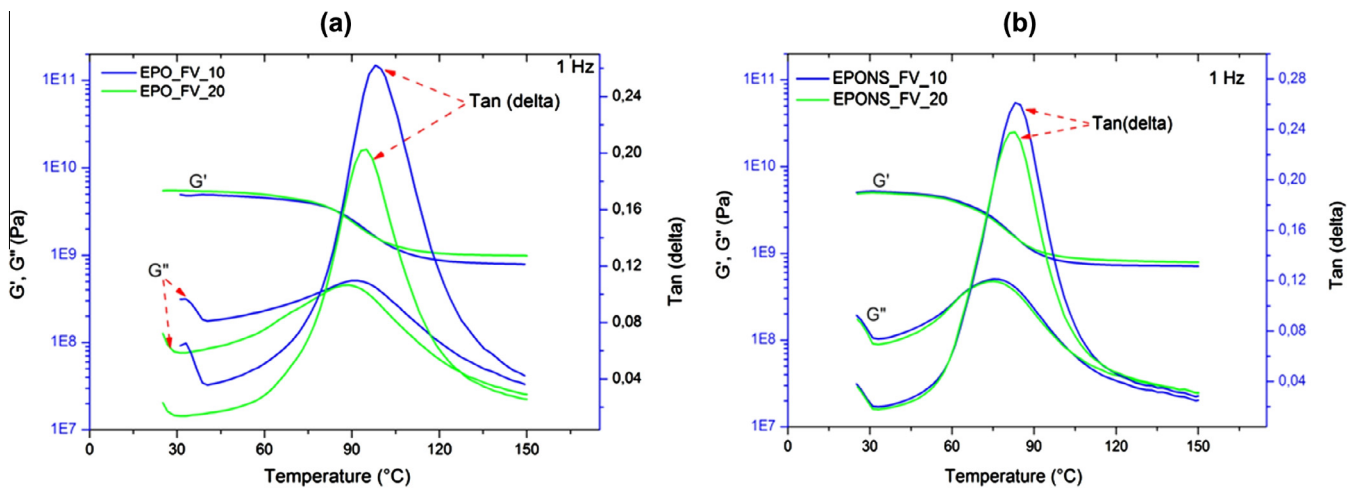 (a)
EPO_FV_10
EPO_FV_20
1 Hz
Tan (delta)
G'
G''
G', G'' (Pa)
1E11
1E10
1E9
1E8
1E7
0,24
0,20
0,16
0,12
0,08
0,04
Tan (delta)
0 30 60 90 120 150
Temperature (°C)
(b)
EPONS_FV_10
EPONS_FV_20
1 Hz
Tan(delta)
G'
G''
G', G'' (Pa)
1E11
1E10
1E9
1E8
1E7
0,28
0,24
0,20
0,16
0,12
0,08
0,04
Tan (delta)
0 30 60 90 120 150
Temperature (°C)